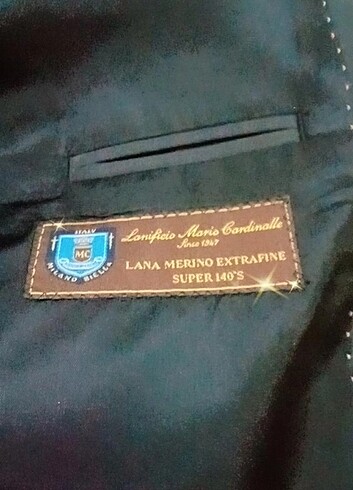 ITALY
MC
MILANO BIELLA
Lanificio Mario Cardinalle
Since 1947
LANA MERINO EXTRAFINE
SUPER 140'S